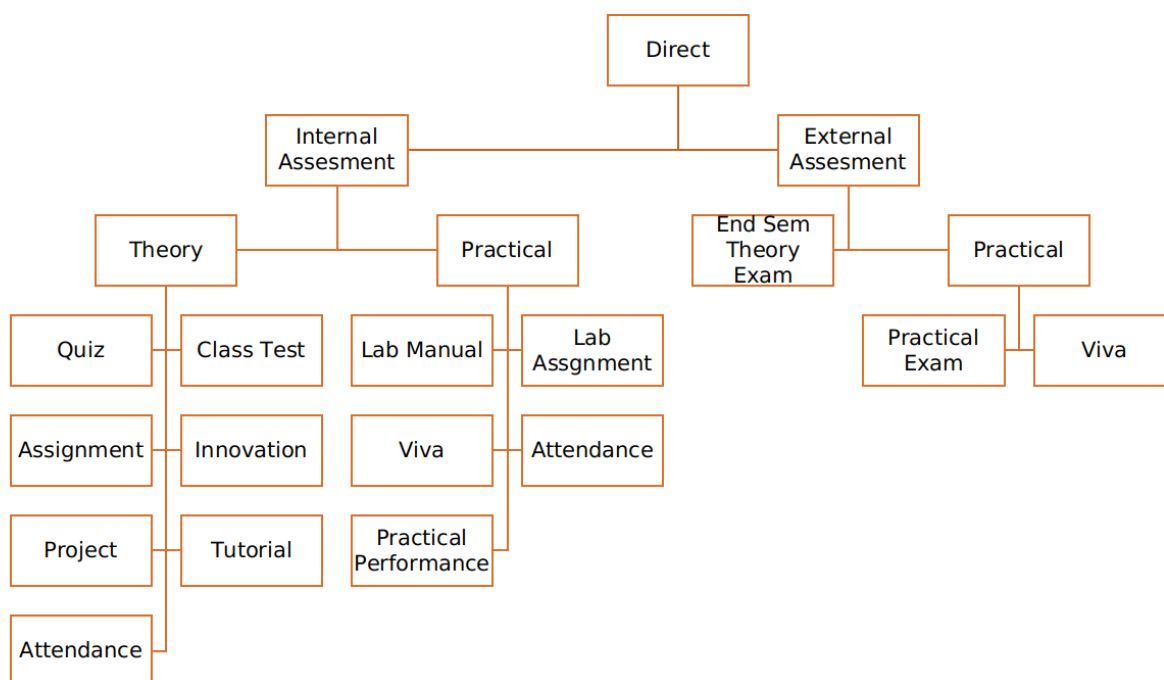 Direct
Internal
Assesment
External
Assesment
Theory
Practical
End Sem
Theory
Exam
Practical
Quiz
Class Test
Lab Manual
Lab
Assgnment
Practical
Exam
Viva
Assignment
Innovation
Viva
Attendance
Project
Tutorial
Practical
Performance
Attendance